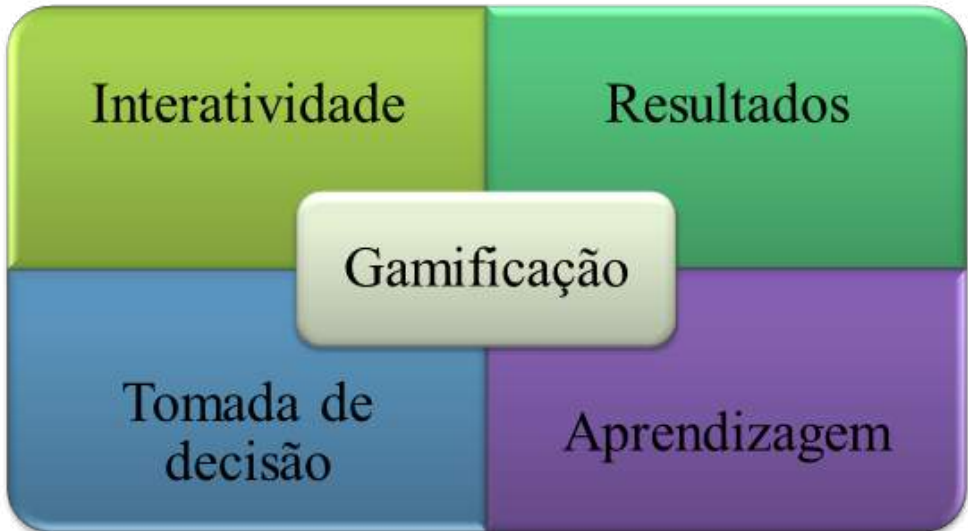 Interatividade
Resultados
Gamificação
Tomada de
decisão
Aprendizagem